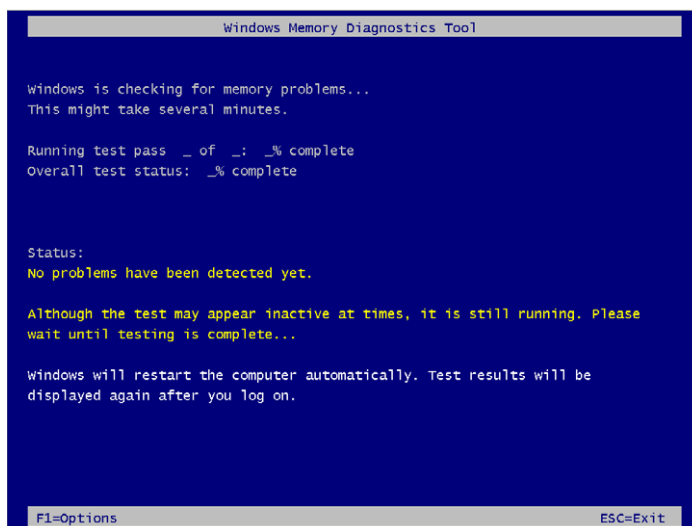 Windows Memory Diagnostics Tool
Windows is checking for memory problems...
This might take several minutes.
Running test pass _ of _: _% complete
Overall test status: _% complete
Status:
No problems have been detected yet.
Although the test may appear inactive at times, it is still running. Please
wait until testing is complete...
Windows will restart the computer automatically. Test results will be
displayed again after you log on.
F1=Options ESC=Exit